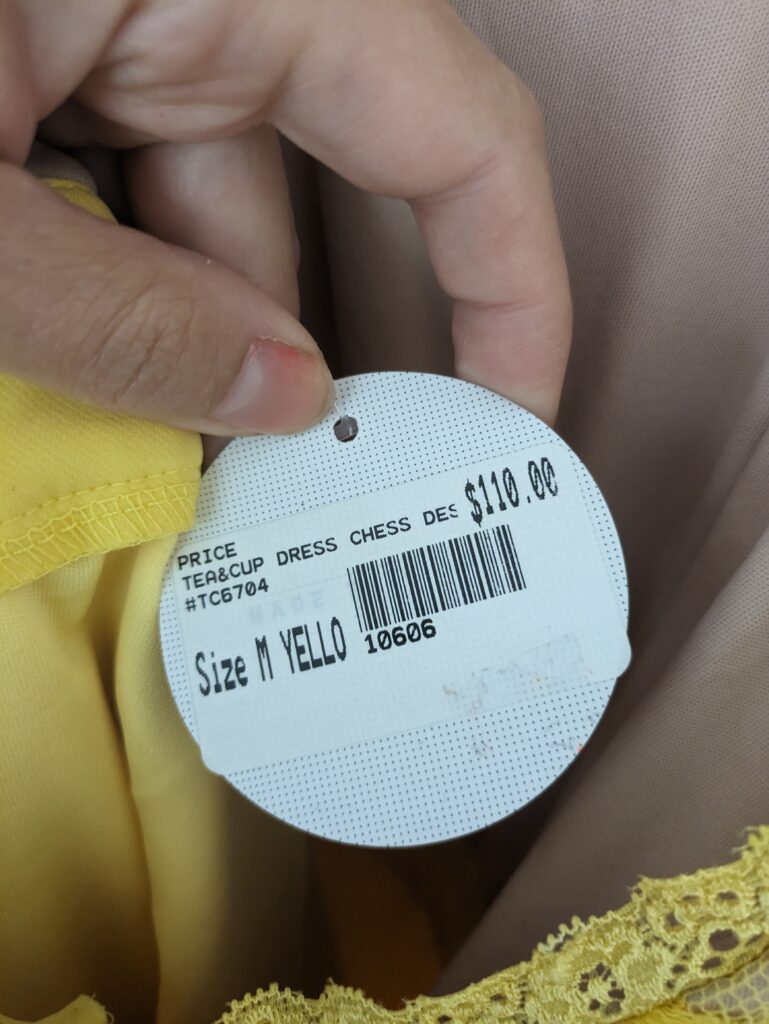 PRICE $110.00
TEA&CUP DRESS CHESS DES
#TC6704
Size M YELLO 10606